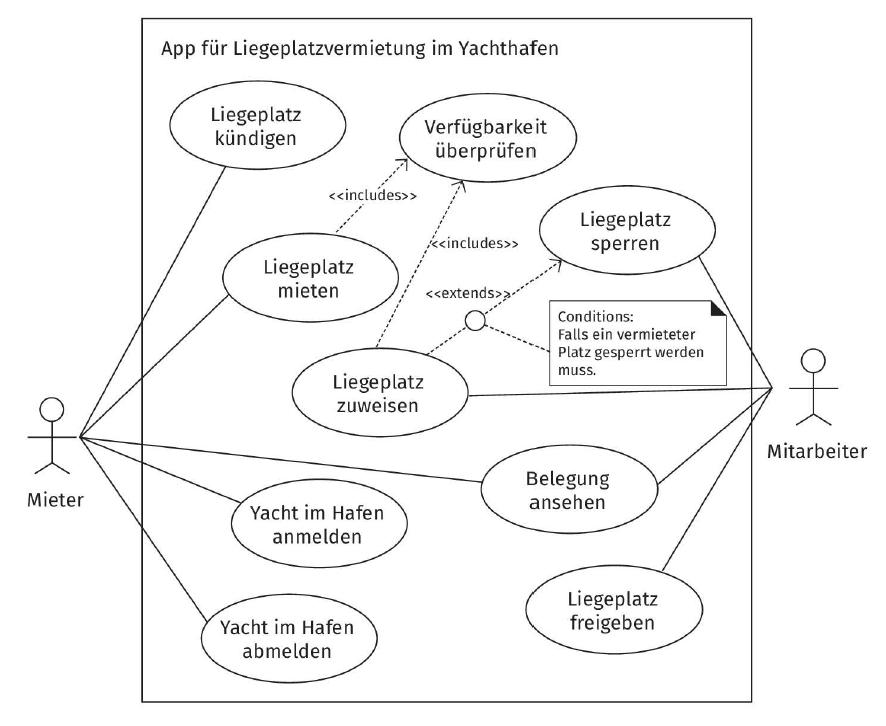 App für Liegeplatzvermietung im Yachthafen
Liegeplatz
kündigen
Verfügbarkeit
überprüfen
<<includes>>
Liegeplatz
sperren
<<includes>>
Liegeplatz
mieten
<<extends>>
Conditions:
Falls ein vermieteter
Platz gesperrt werden
muss.
Liegeplatz
zuweisen
Mitarbeiter
Mieter
Belegung
ansehen
Yacht im Hafen
anmelden
Liegeplatz
freigeben
Yacht im Hafen
abmelden